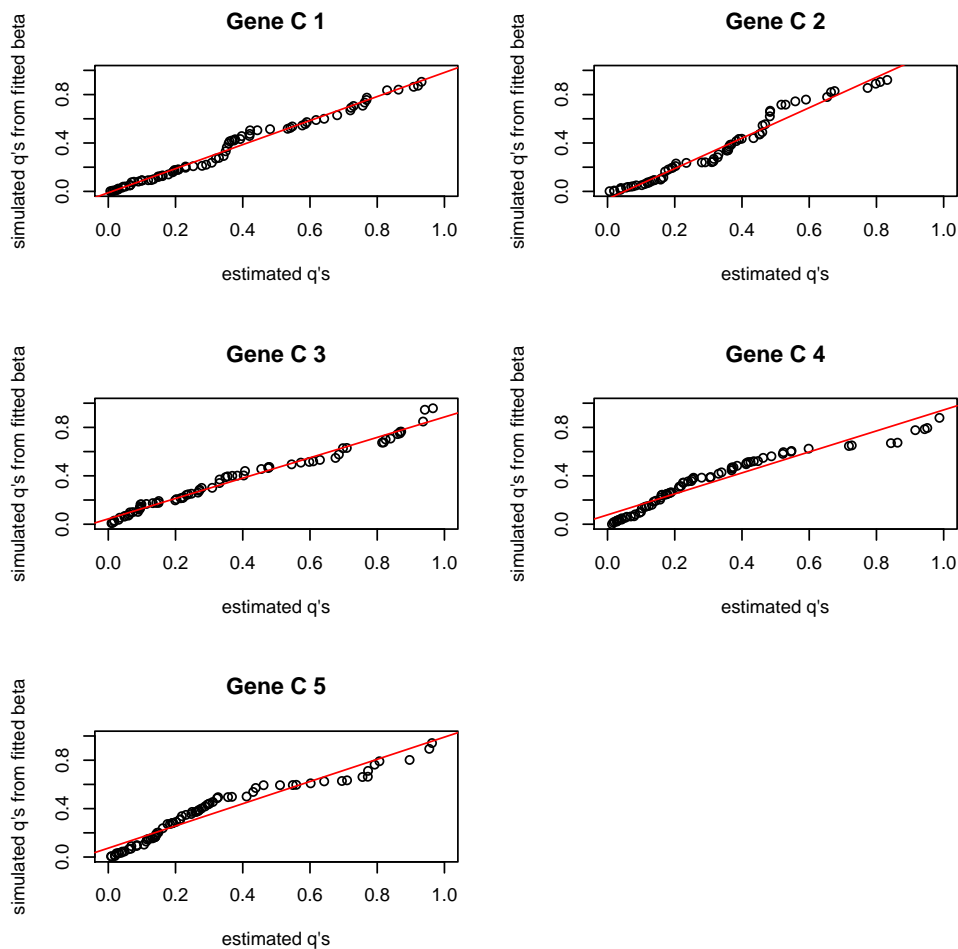 Gene C 1
simulated q's from fitted beta
0.0 0.4 0.8
0.0 0.2 0.4 0.6 0.8 1.0
estimated q's
Gene C 2
simulated q's from fitted beta
0.0 0.4 0.8
0.0 0.2 0.4 0.6 0.8 1.0
estimated q's
Gene C 3
simulated q's from fitted beta
0.0 0.4 0.8
0.0 0.2 0.4 0.6 0.8 1.0
estimated q's
Gene C 4
simulated q's from fitted beta
0.0 0.4 0.8
0.0 0.2 0.4 0.6 0.8 1.0
estimated q's
Gene C 5
simulated q's from fitted beta
0.0 0.4 0.8
0.0 0.2 0.4 0.6 0.8 1.0
estimated q's